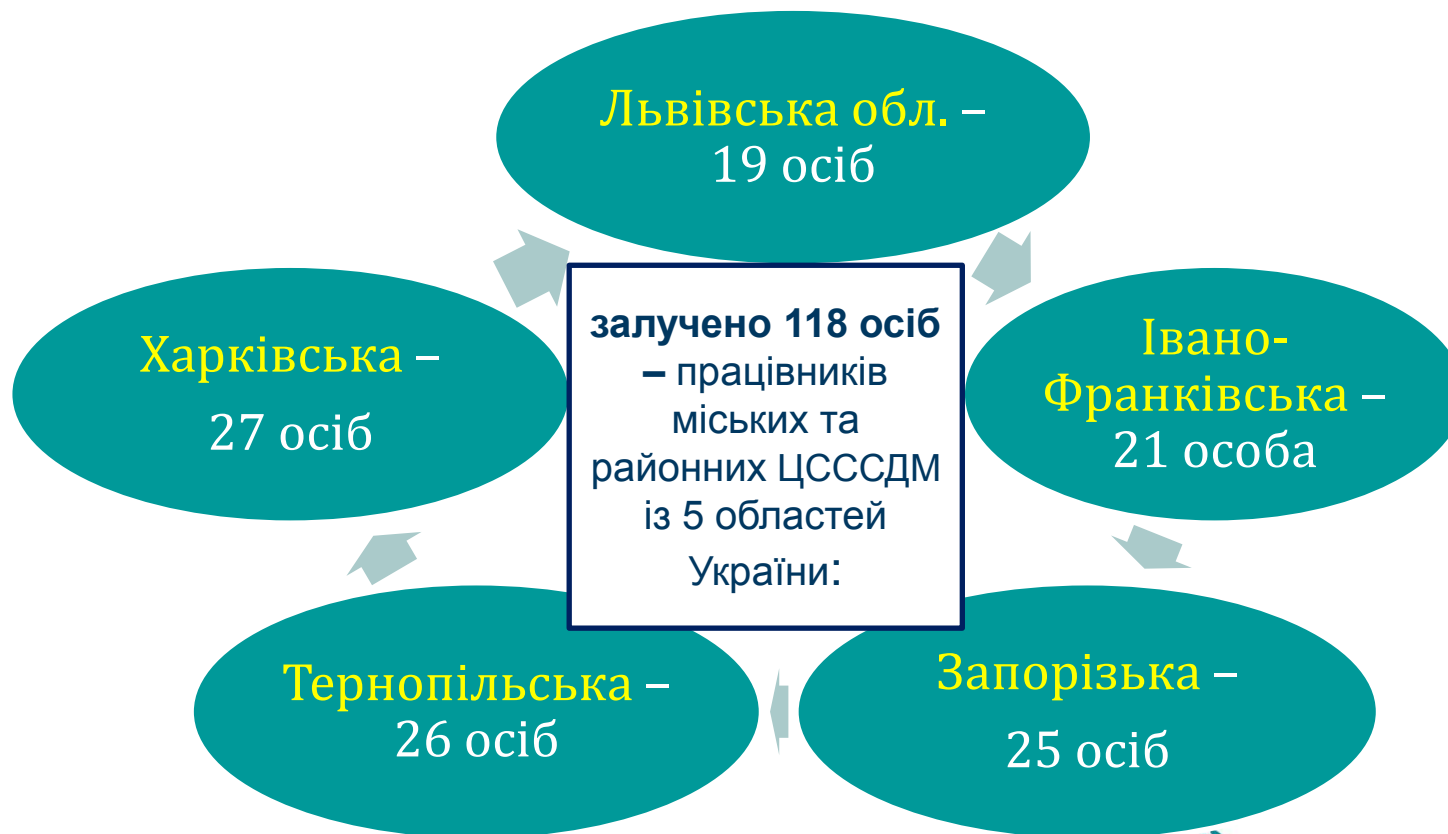 Львівська обл. –
19 осіб
залучено 118 осіб
– працівників
міських та
районних ЦСССДМ
із 5 областей
України:
Івано-
Франківська –
21 особа
Запорізька –
25 осіб
Тернопільська –
26 осіб
Харківська –
27 осіб